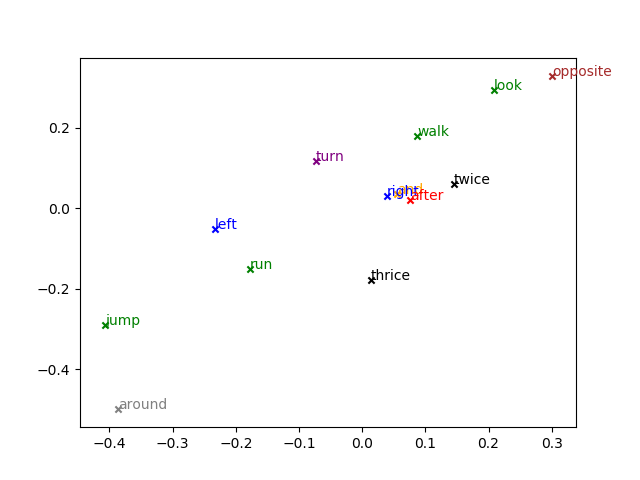 opposite
look
walk
turn
twice
right
and
after
left
run
thrice
jump
around
0.2
0.0
−0.2
−0.4
−0.4 −0.3 −0.2 −0.1 0.0 0.1 0.2 0.3